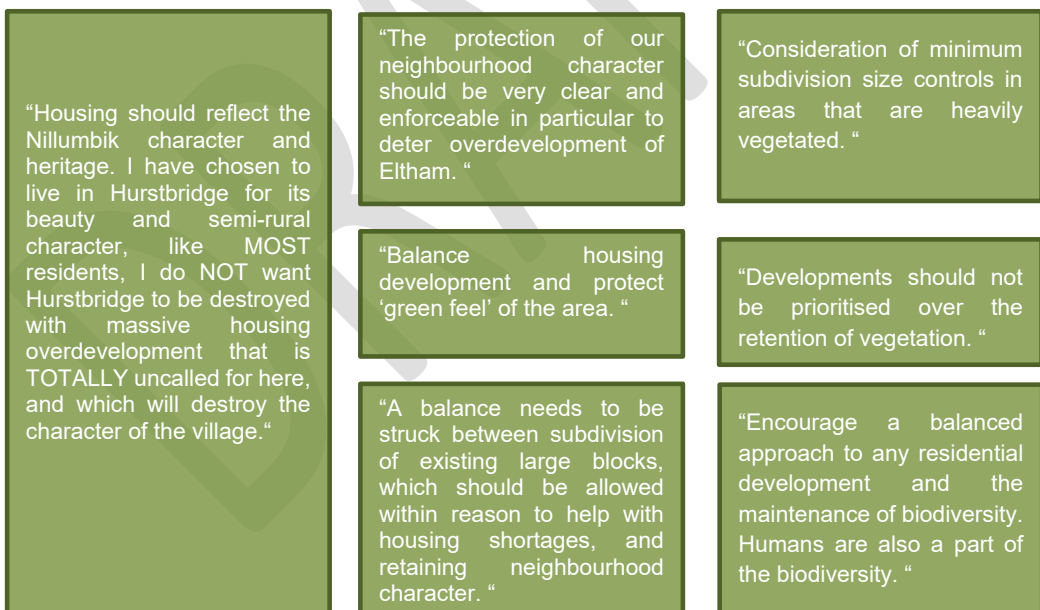 “Housing should reflect the
Nillumbik character and
heritage. I have chosen to
live in Hurstbridge for its
beauty and semi-rural
character, like MOST
residents, I do NOT want
Hurstbridge to be destroyed
with massive housing
overdevelopment that is
TOTALLY uncalled for here,
and which will destroy the
character of the village.“
“The protection of our
neighbourhood character
should be very clear and
enforceable in particular to
deter overdevelopment of
Eltham. “
“Balance housing
development and protect
‘green feel’ of the area. “
“A balance needs to be
struck between subdivision
of existing large blocks,
which should be allowed
within reason to help with
housing shortages, and
retaining neighbourhood
character. “
“Consideration of minimum
subdivision size controls in
areas that are heavily
vegetated. “
“Developments should not
be prioritised over the
retention of vegetation. “
“Encourage a balanced
approach to any residential
development and the
maintenance of biodiversity.
Humans are also a part of
the biodiversity. “